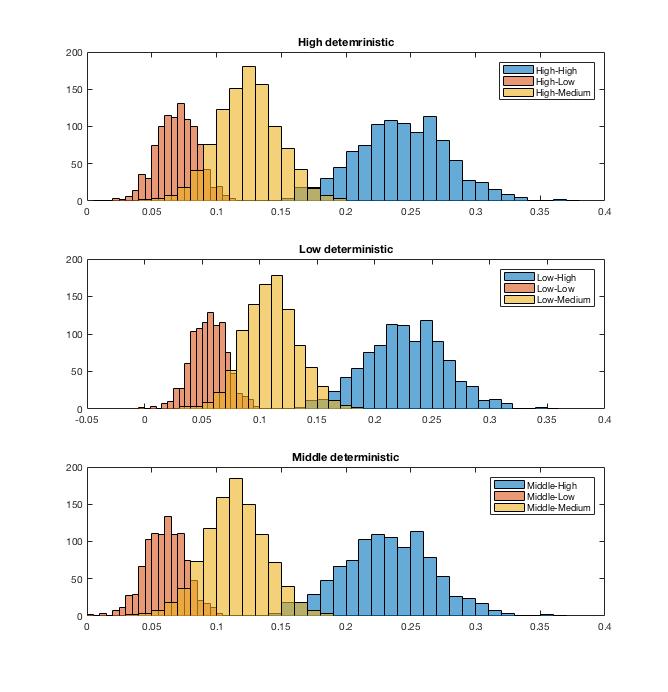 High detemrinistic
200
150
100
50
0
High-High
High-Low
High-Medium
0 0.05 0.1 0.15 0.2 0.25 0.3 0.35 0.4
Low deterministic
200
150
100
50
0
Low-High
Low-Low
Low-Medium
-0.05 0 0.05 0.1 0.15 0.2 0.25 0.3 0.35 0.4
Middle deterministic
200
150
100
50
0
Middle-High
Middle-Low
Middle-Medium
0 0.05 0.1 0.15 0.2 0.25 0.3 0.35 0.4